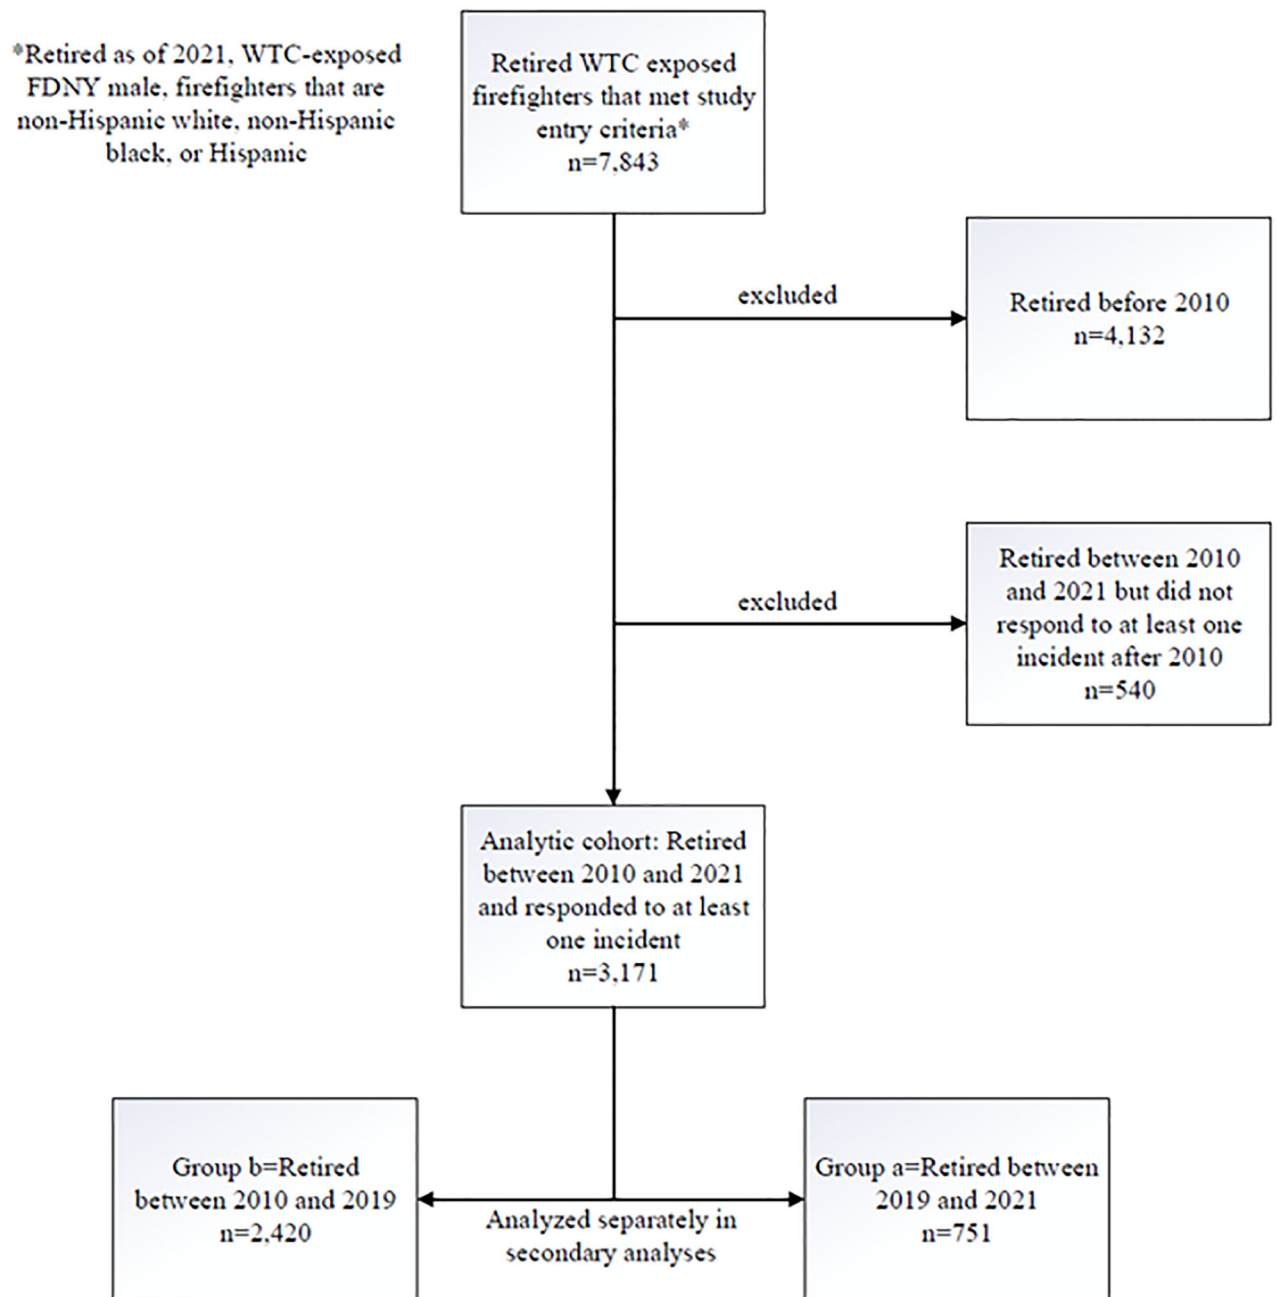 *Retired as of 2021, WTC-exposed
FDNY male, firefighters that are
non-Hispanic white, non-Hispanic
black, or Hispanic
Retired WTC exposed
firefighters that met study
entry criteria*
n=7,843
excluded
Retired before 2010
n=4,132
excluded
Retired between 2010
and 2021 but did not
respond to at least one
incident after 2010
n=540
Analytic cohort: Retired
between 2010 and 2021
and responded to at least
one incident
n=3,171
Group b=Retired
between 2010 and 2019
n=2,420
Analyzed separately in
secondary analyses
Group a=Retired between
2019 and 2021
n=751